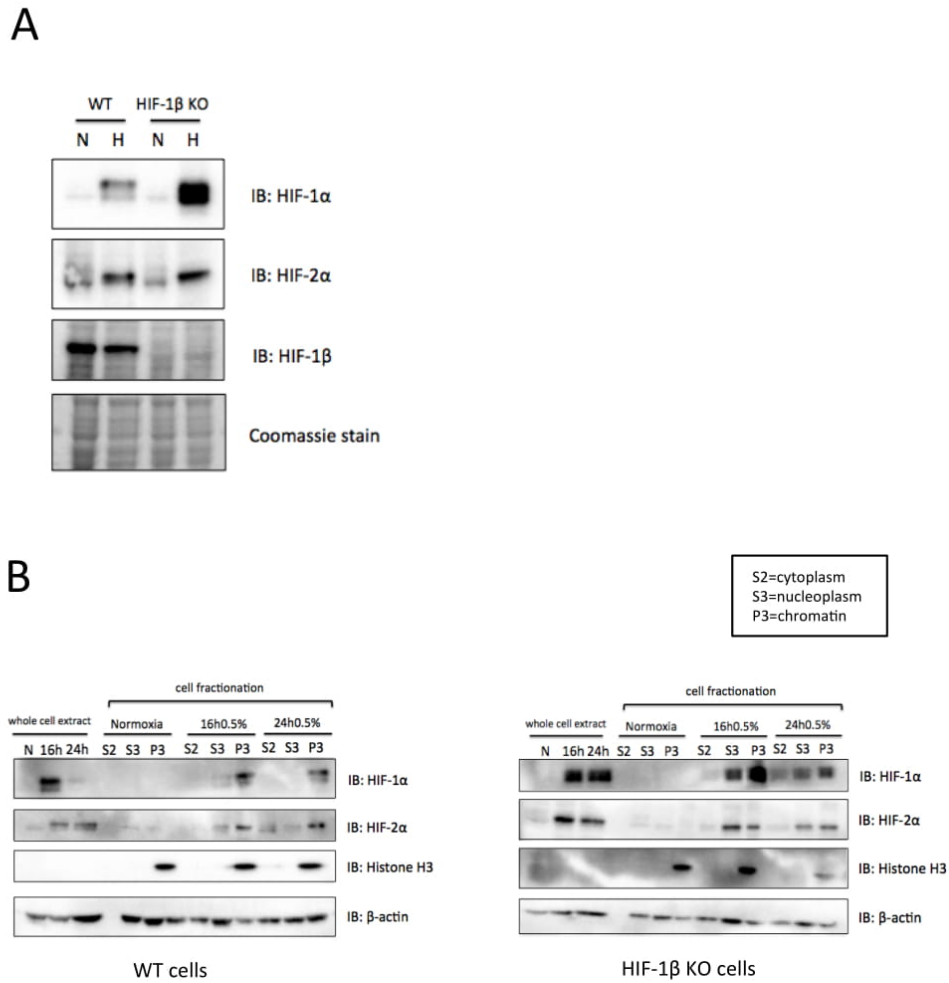 A
WT HIF-1β KO
N H N H
IB: HIF-1α
IB: HIF-2α
IB: HIF-1β
Coomassie stain
B
S2=cytoplasm
S3=nucleoplasm
P3=chromatin
cell fractionation
whole cell extract Normoxia 16h0.5% 24h0.5%
N 16h 24h S2 S3 P3 S2 S3 P3 S2 S3 P3
IB: HIF-1α
IB: HIF-2α
IB: Histone H3
IB: β-actin
WT cells
cell fractionation
whole cell extract Normoxia 16h0.5% 24h0.5%
N 16h 24h S2 S3 P3 S2 S3 P3 S2 S3 P3
IB: HIF-1α
IB: HIF-2α
IB: Histone H3
IB: β-actin
HIF-1β KO cells